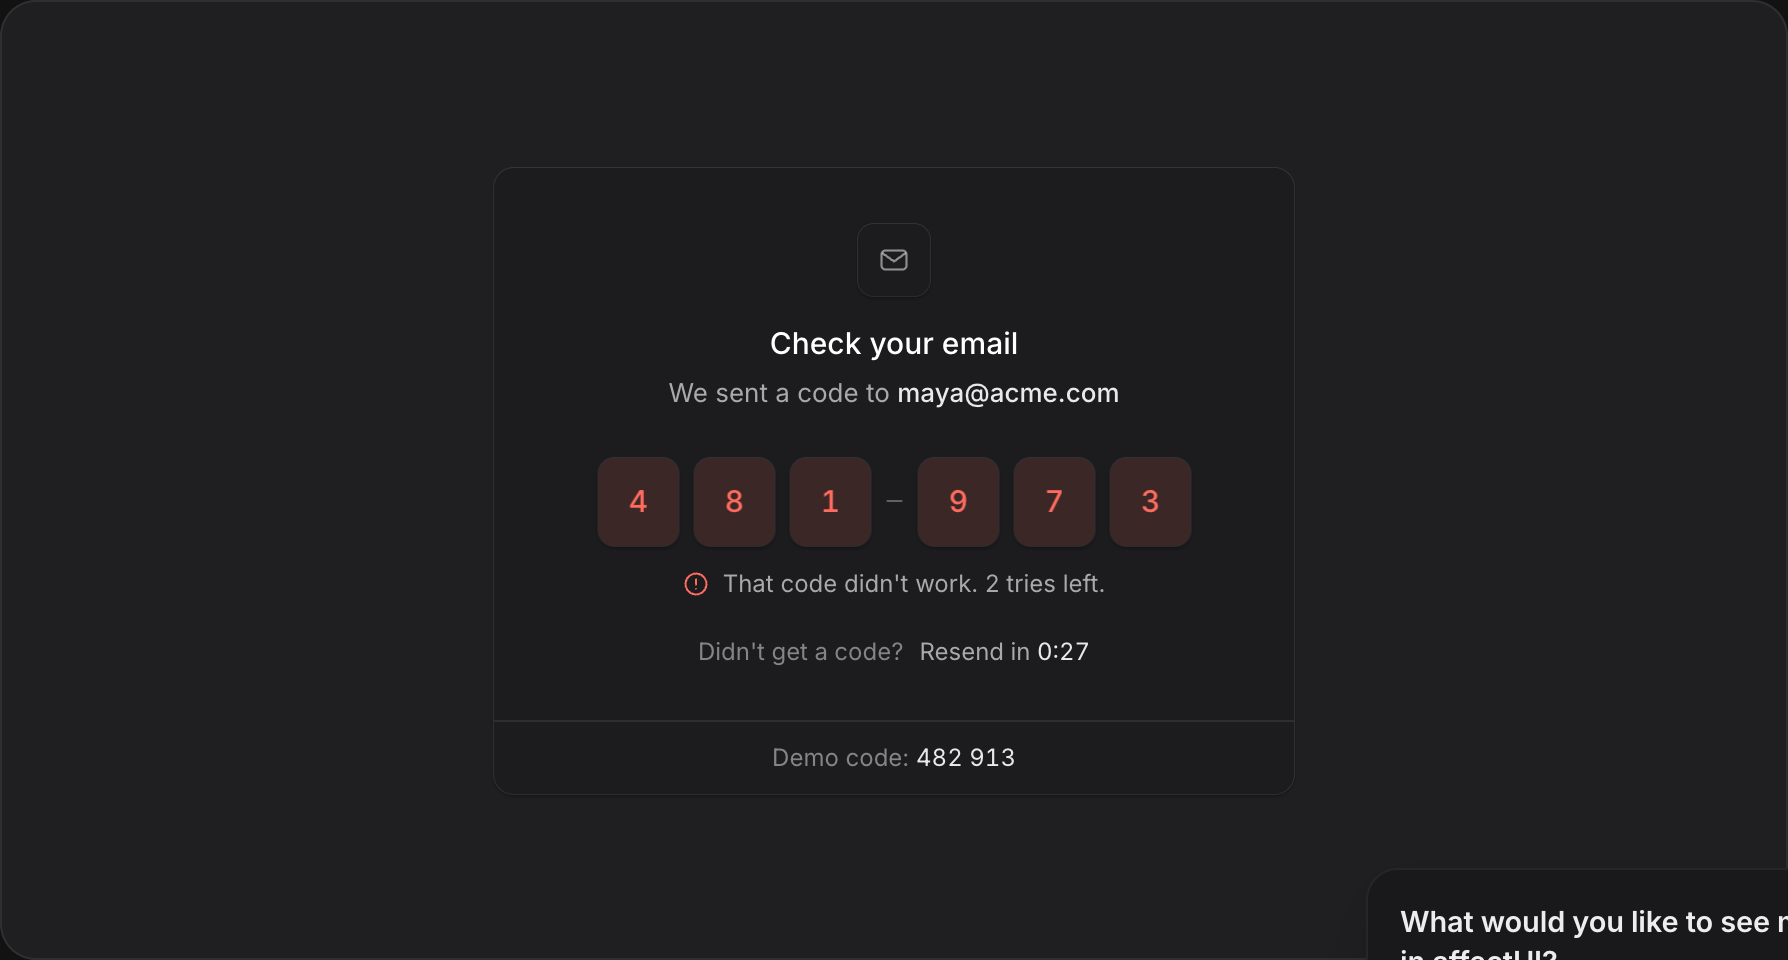 Check your email
We sent a code to maya@acme.com
4 8 1 – 9 7 3
That code didn't work. 2 tries left.
Didn't get a code? Resend in 0:27
Demo code: 482 913
What would you like to see
in affectUI?